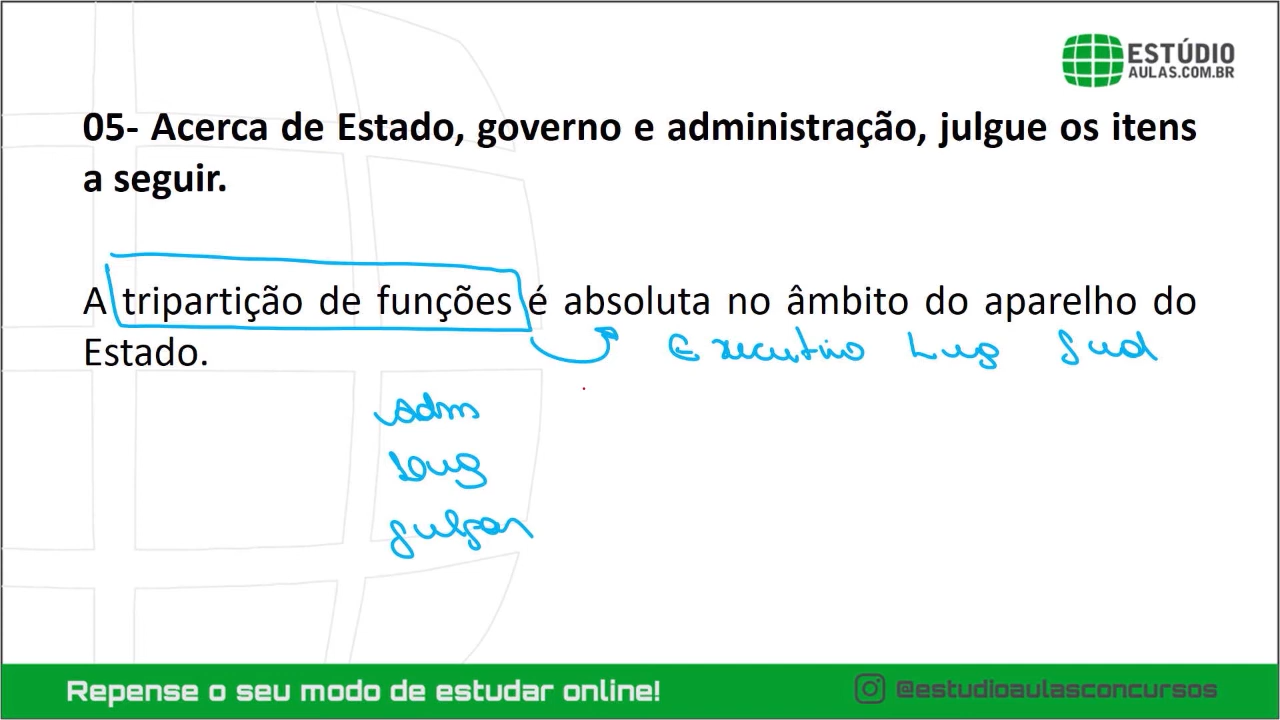 ESTÚDIO
AULAS.COM.BR
05- Acerca de Estado, governo e administração, julgue os itens
a seguir.
A tripartição de funções é absoluta no âmbito do aparelho do
Estado.
Executivo Leg Jud
adm
Leg
julgar
Repense o seu modo de estudar online!
@estudioaulasconcursos